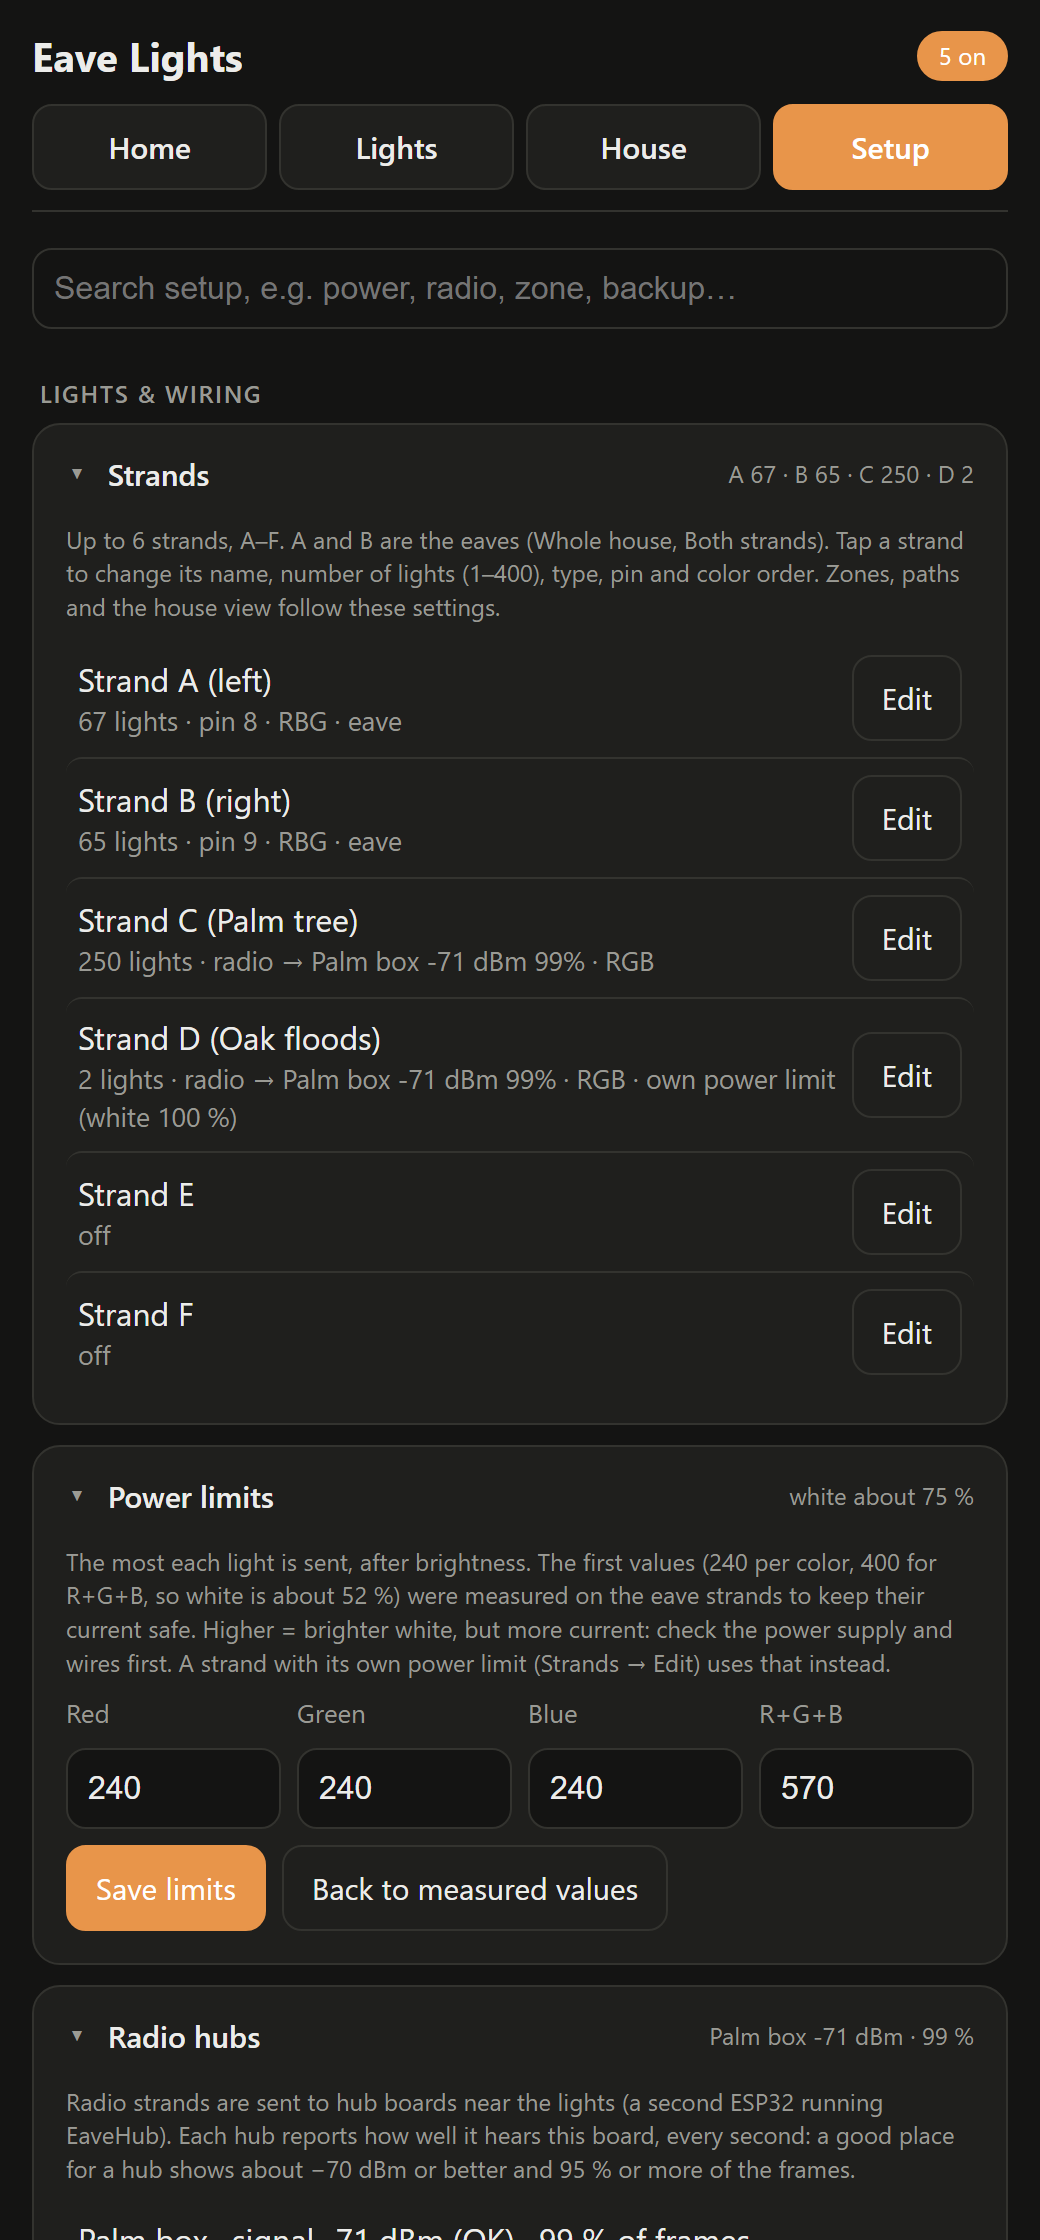 Eave Lights
5 on
Home
Lights
House
Setup
Search setup, e.g. power, radio, zone, backup…
LIGHTS & WIRING
▼ Strands
A 67 · B 65 · C 250 · D 2
Up to 6 strands, A–F. A and B are the eaves (Whole house, Both strands). Tap a strand
to change its name, number of lights (1–400), type, pin and color order. Zones, paths
and the house view follow these settings.
Strand A (left)
67 lights · pin 8 · RBG · eave
Edit
Strand B (right)
65 lights · pin 9 · RBG · eave
Edit
Strand C (Palm tree)
250 lights · radio → Palm box -71 dBm 99% · RGB
Edit
Strand D (Oak floods)
2 lights · radio → Palm box -71 dBm 99% · RGB · own power limit
(white 100 %)
Edit
Strand E
off
Edit
Strand F
off
Edit
▼ Power limits
white about 75 %
The most each light is sent, after brightness. The first values (240 per color, 400 for
R+G+B, so white is about 52 %) were measured on the eave strands to keep their
current safe. Higher = brighter white, but more current: check the power supply and
wires first. A strand with its own power limit (Strands → Edit) uses that instead.
Red
Green
Blue
R+G+B
240
240
240
570
Save limits
Back to measured values
▼ Radio hubs
Palm box -71 dBm · 99 %
Radio strands are sent to hub boards near the lights (a second ESP32 running
EaveHub). Each hub reports how well it hears this board, every second: a good place
for a hub shows about −70 dBm or better and 95 % or more of the frames.
Palm box · signal -71 dBm (OK) · 99 % of frames